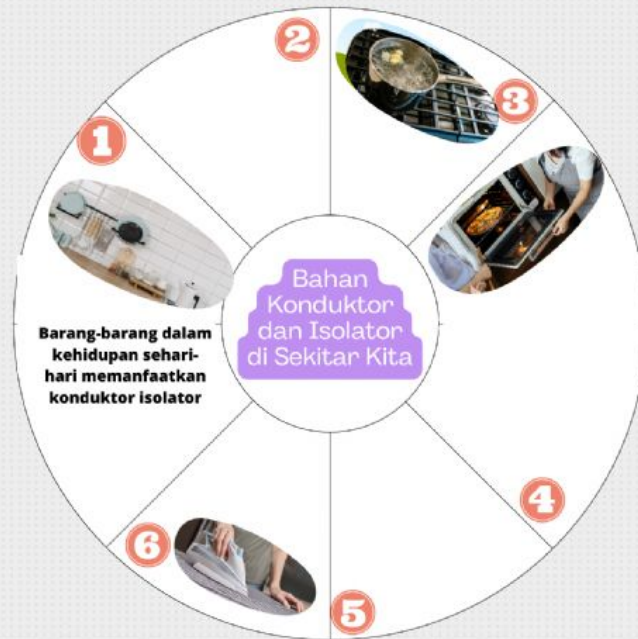 2
3
1
Bahan
Konduktor
dan Isolator
di Sekitar Kita
Barang-barang dalam
kehidupan sehari-
hari memanfaatkan
konduktor isolator
4
6
5